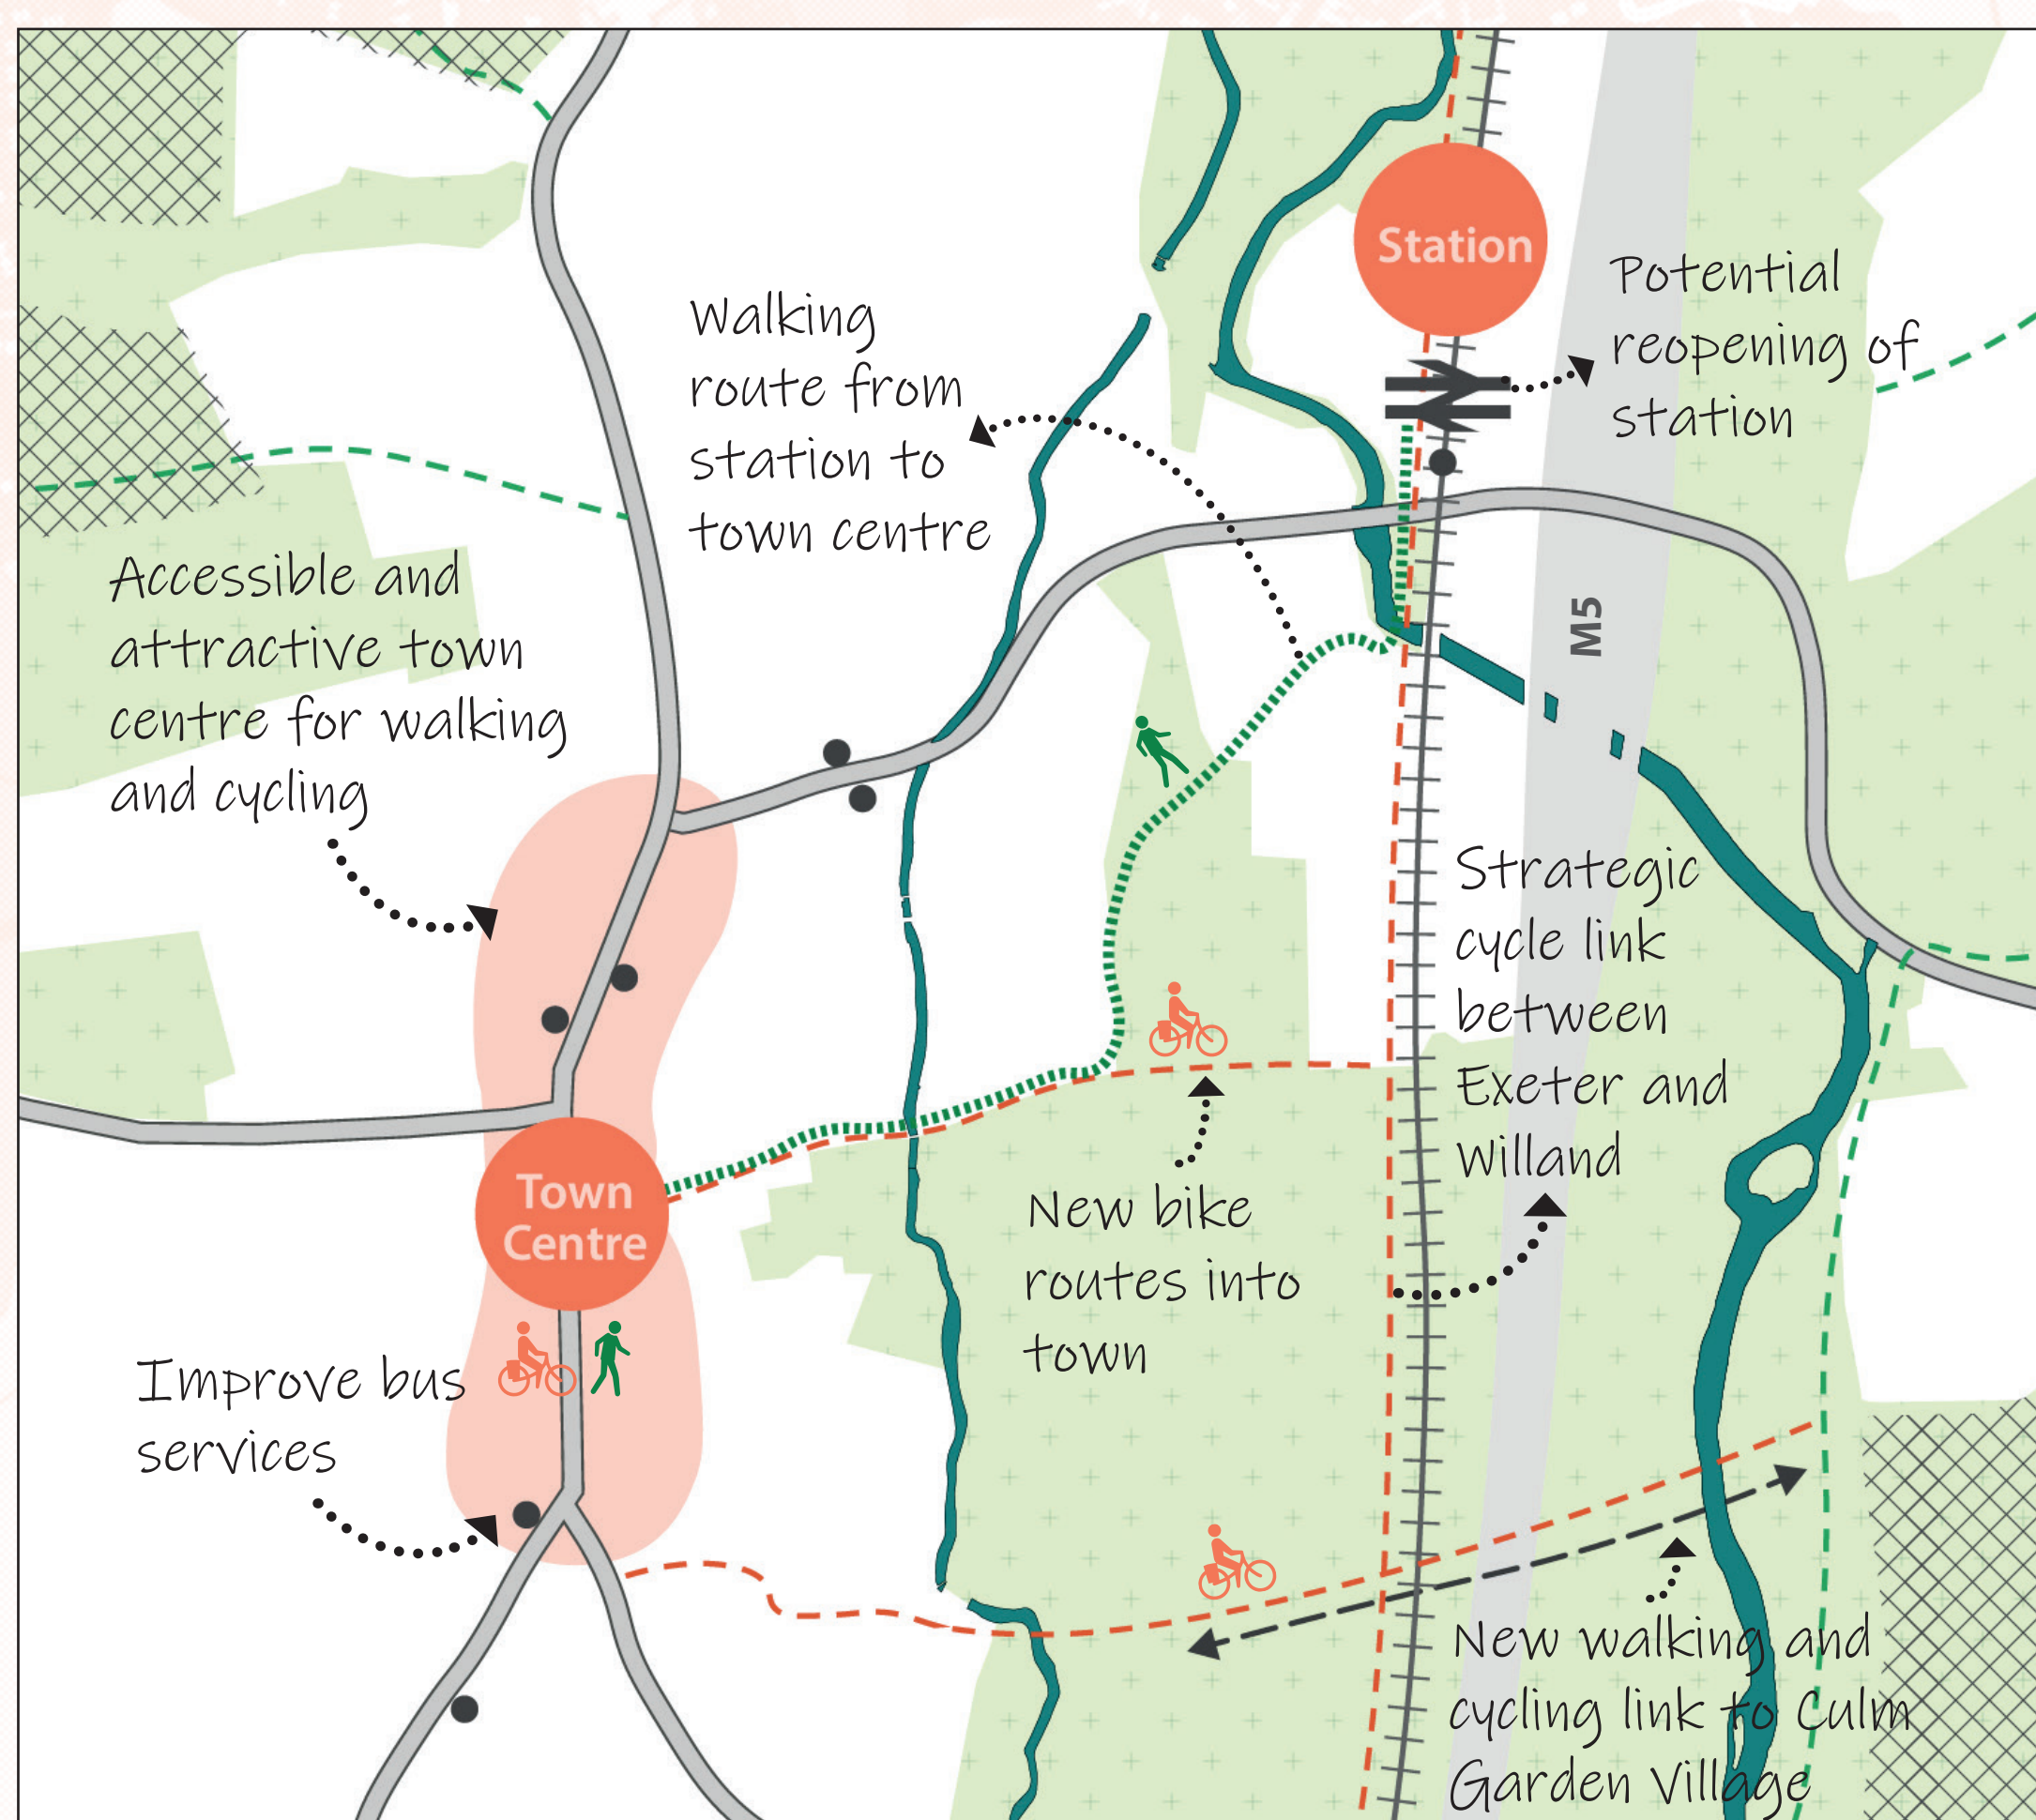 Station
Potential
reopening of
station
Walking
route from
station to
town centre
Accessible and
attractive town
centre for walking
and cycling
M5
Strategic
cycle link
between
Exeter and
Willand
Town
Centre
New bike
routes into
town
Improve bus
services
New walking and
cycling link to Culm
Garden Village